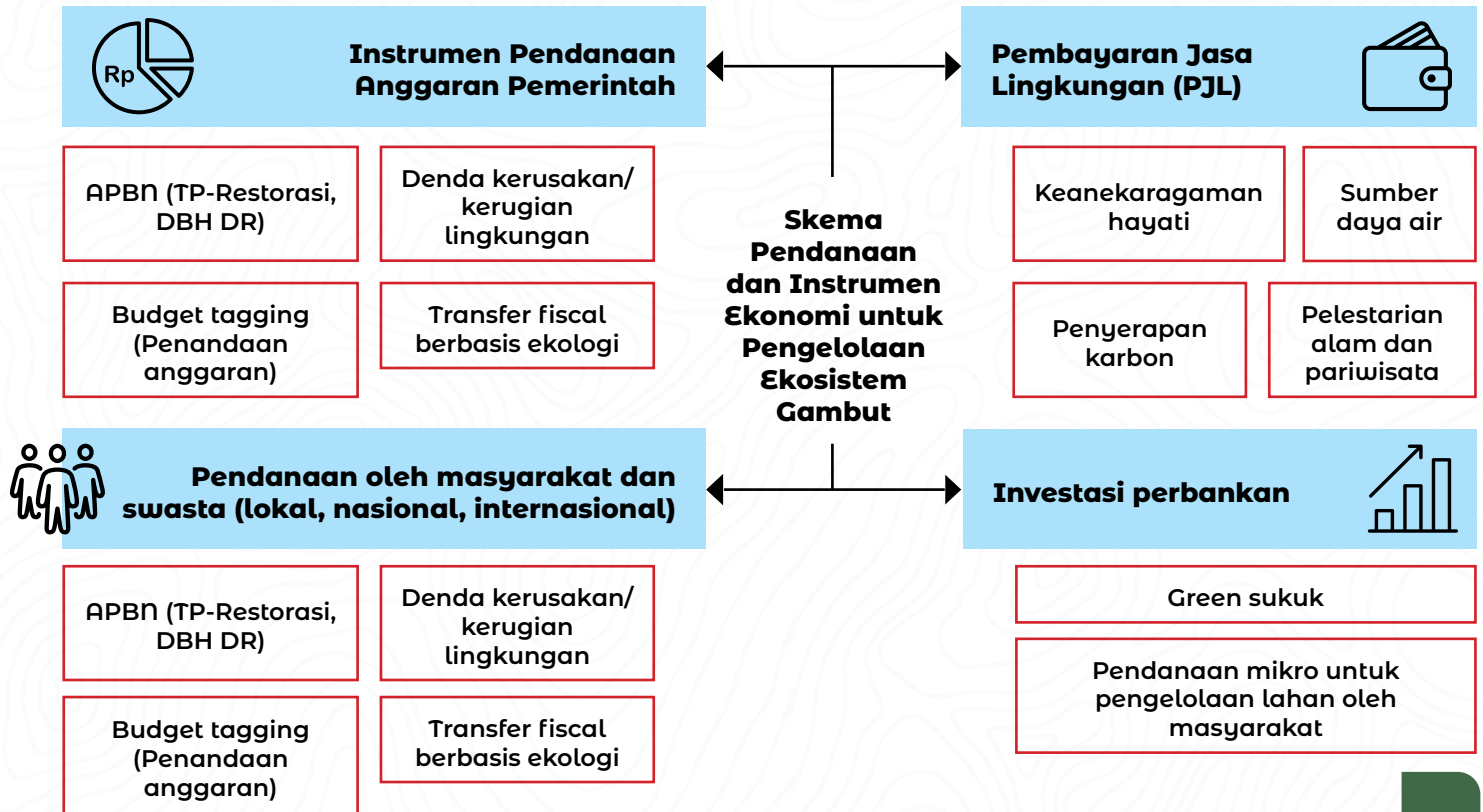 Rp
Instrumen Pendanaan
Anggaran Pemerintah
APBN (TP-Restorasi,
DBH DR)
Denda kerusakan/
kerugian
lingkungan
Budget tagging
(Penandaan
anggaran)
Transfer fiscal
berbasis ekologi
Pembayaran Jasa
Lingkungan (PJL)
Keanekaragaman
hayati
Sumber
daya air
Penyerapan
karbon
Pelestarian
alam dan
pariwisata
Skema
Pendanaan
dan Instrumen
Ekonomi untuk
Pengelolaan
Ekosistem
Gambut
Pendanaan oleh masyarakat dan
swasta (lokal, nasional, internasional)
APBN (TP-Restorasi,
DBH DR)
Denda kerusakan/
kerugian
lingkungan
Budget tagging
(Penandaan
anggaran)
Transfer fiscal
berbasis ekologi
Investasi perbankan
Green sukuk
Pendanaan mikro untuk
pengelolaan lahan oleh
masyarakat